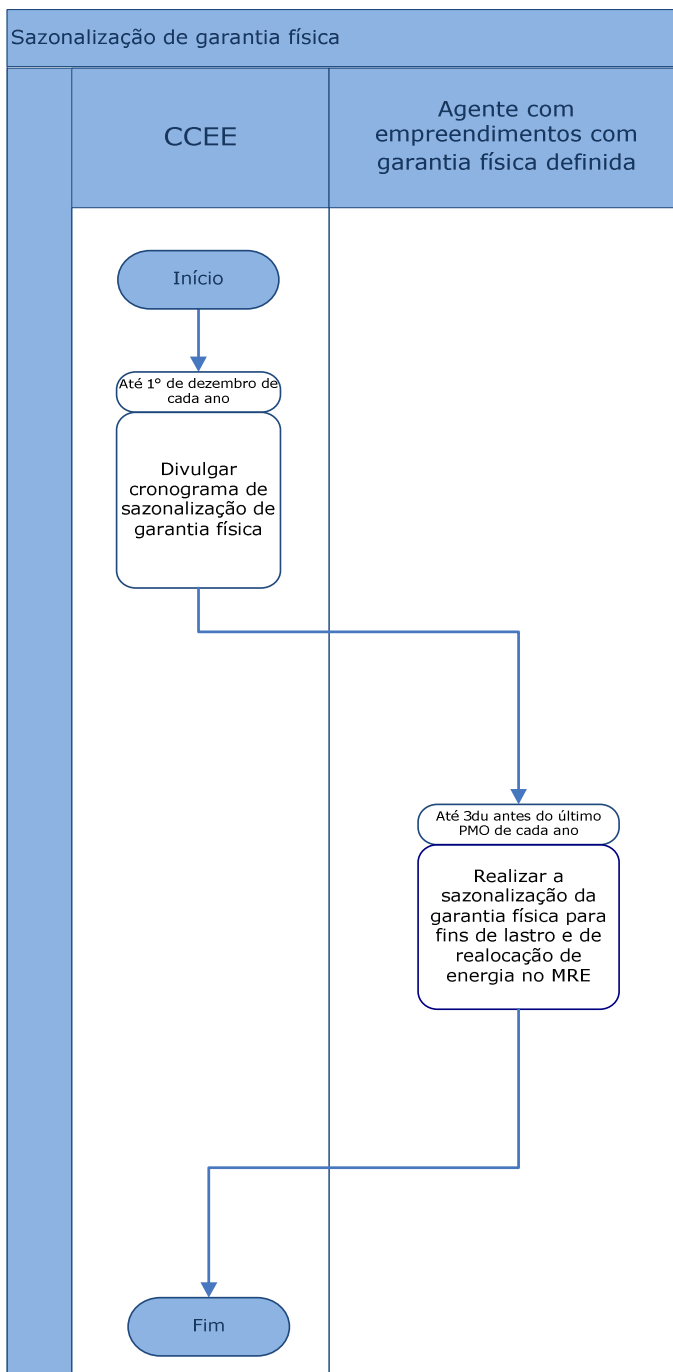 Sazonalização de garantia física
CCEE
Agente com
empreendimentos com
garantia física definida
Início
Até 1º de dezembro de
cada ano
Divulgar
cronograma de
sazonalização de
garantia física
Até 3du antes do último
PMO de cada ano
Realizar a
sazonalização da
garantia física para
fins de lastro e de
realocação de
energia no MRE
Fim